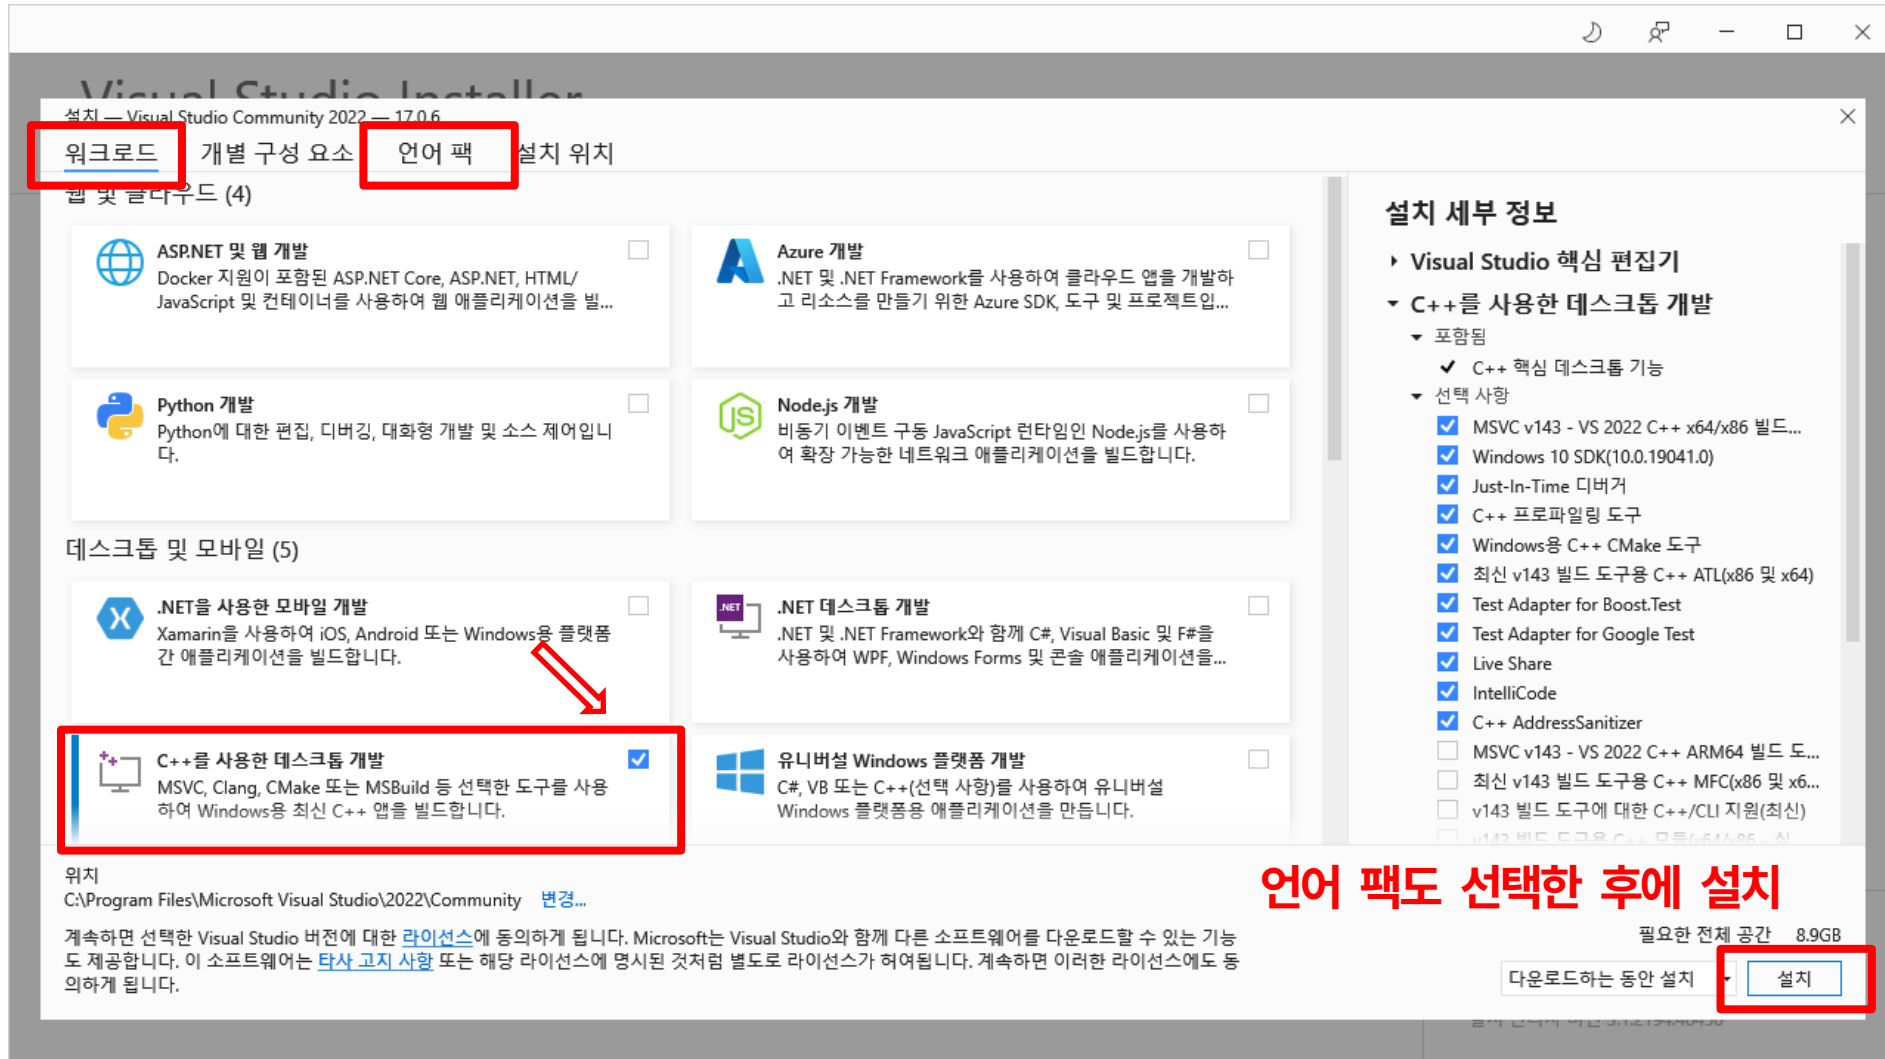 Visual Studio Installer
설치 — Visual Studio Community 2022 — 17.0.6
워크로드 개별 구성 요소 언어 팩 설치 위치
웹 및 클라우드 (4)
ASP.NET 및 웹 개발
Docker 지원이 포함된 ASP.NET Core, ASP.NET, HTML/
JavaScript 및 컨테이너를 사용하여 웹 애플리케이션을 빌...
Azure 개발
.NET 및 .NET Framework를 사용하여 클라우드 앱을 개발하
고 리소스를 만들기 위한 Azure SDK, 도구 및 프로젝트입...
Python 개발
Python에 대한 편집, 디버깅, 대화형 개발 및 소스 제어입니
다.
Node.js 개발
비동기 이벤트 구동 JavaScript 런타임인 Node.js를 사용하
여 확장 가능한 네트워크 애플리케이션을 빌드합니다.
데스크톱 및 모바일 (5)
.NET을 사용한 모바일 개발
Xamarin을 사용하여 iOS, Android 또는 Windows용 플랫폼
간 애플리케이션을 빌드합니다.
.NET 데스크톱 개발
.NET 및 .NET Framework와 함께 C#, Visual Basic 및 F#을
사용하여 WPF, Windows Forms 및 콘솔 애플리케이션을...
C++를 사용한 데스크톱 개발
MSVC, Clang, CMake 또는 MSBuild 등 선택한 도구를 사용
하여 Windows용 최신 C++ 앱을 빌드합니다.
유니버설 Windows 플랫폼 개발
C#, VB 또는 C++(선택 사항)를 사용하여 유니버설
Windows 플랫폼용 애플리케이션을 만듭니다.
설치 세부 정보
Visual Studio 핵심 편집기
C++를 사용한 데스크톱 개발
포함됨
C++ 핵심 데스크톱 기능
선택 사항
MSVC v143 - VS 2022 C++ x64/x86 빌드...
Windows 10 SDK(10.0.19041.0)
Just-In-Time 디버거
C++ 프로파일링 도구
Windows용 C++ CMake 도구
최신 v143 빌드 도구용 C++ ATL(x86 및 x64)
Test Adapter for Boost.Test
Test Adapter for Google Test
Live Share
IntelliCode
C++ AddressSanitizer
MSVC v143 - VS 2022 C++ ARM64 빌드 도...
최신 v143 빌드 도구용 C++ MFC(x86 및 x6...
v143 빌드 도구에 대한 C++/CLI 지원(최신)
v143 빌드 도구용 C++ 모듈(x64/x86 – 실
위치
C:\Program Files\Microsoft Visual Studio\2022\Community 변경...
언어 팩도 선택한 후에 설치
계속하면 선택한 Visual Studio 버전에 대한 라이선스에 동의하게 됩니다. Microsoft는 Visual Studio와 함께 다른 소프트웨어를 다운로드할 수 있는 기능
도 제공합니다. 이 소프트웨어는 타사 고지 사항 또는 해당 라이선스에 명시된 것처럼 별도로 라이선스가 허여됩니다. 계속하면 이러한 라이선스에도 동
의하게 됩니다.
필요한 전체 공간 8.9GB
다운로드하는 동안 설치 설치